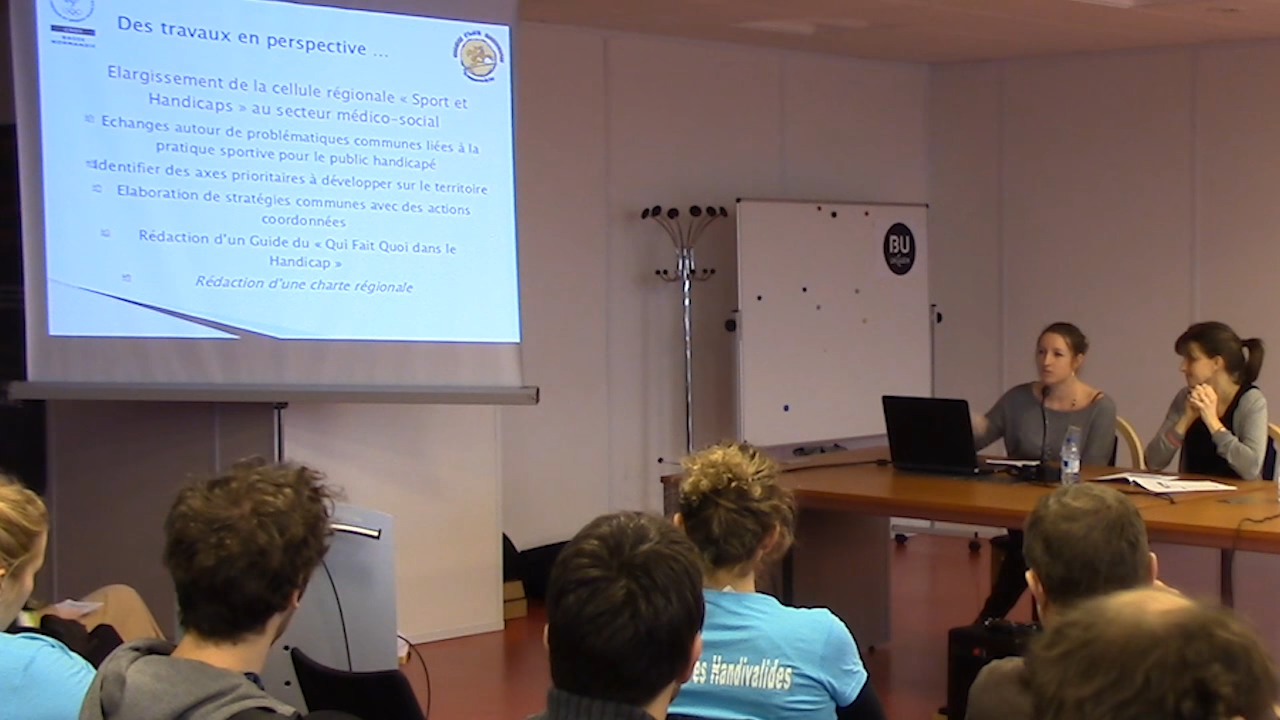 Des travaux en perspective ...
Elargissement de la cellule régionale « Sport et
Handicaps » au secteur médico-social
Echanges autour de problématiques communes liées à la
pratique sportive pour le public handicapé
Identifier des axes prioritaires à développer sur le territoire
Elaboration de stratégies communes avec des actions
coordonnées
Rédaction d'un Guide du « Qui Fait Quoi dans le
Handicap »
Rédaction d'une charte régionale
BU
es Handivalides